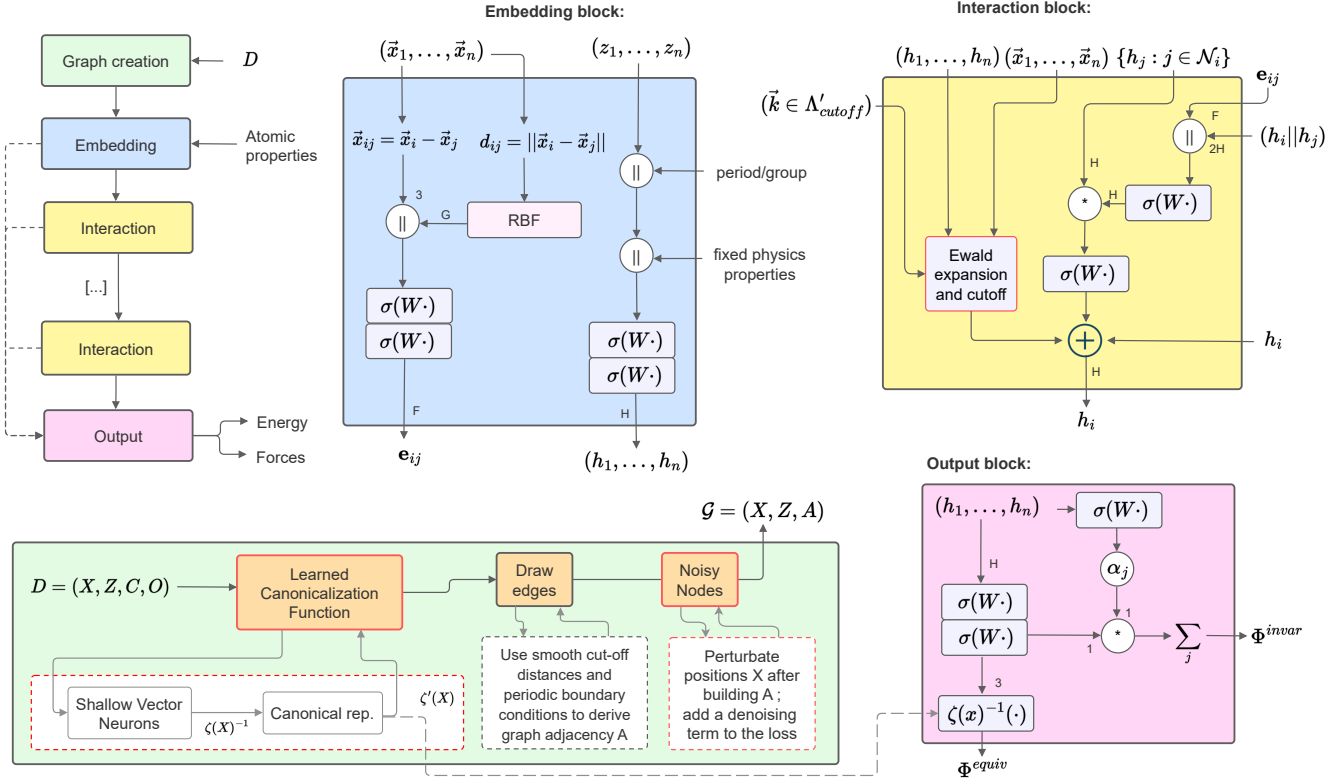 Graph creation
D
Embedding
Atomic
properties
Interaction
[...]
Interaction
Output
Energy
Forces
Embedding block:
(x⃗₁, . . . , x⃗ₙ)
(z₁, . . . , zₙ)
x⃗ᵢⱼ = x⃗ᵢ − x⃗ⱼ
dᵢⱼ = ||x⃗ᵢ − x⃗ⱼ||
||
period/group
3
||
G
RBF
||
fixed physics
properties
σ(W·)
σ(W·)
σ(W·)
σ(W·)
F
H
eᵢⱼ
(h₁, . . . , hₙ)
Interaction block:
(h₁, . . . , hₙ) (x⃗₁, . . . , x⃗ₙ) {hⱼ : j ∈ 𝒩ᵢ}
eᵢⱼ
(k⃗ ∈ Λ′_cutoff)
F
||
(hᵢ||hⱼ)
2H
H
*
H
σ(W·)
Ewald
expansion
and cutoff
σ(W·)
+
hᵢ
H
hᵢ
Output block:
(h₁, . . . , hₙ)
σ(W·)
H
αⱼ
σ(W·)
σ(W·)
1
1
*
∑ⱼ
Φ^invar
3
ζ(x)⁻¹(·)
Φ^equiv
𝒢 = (X, Z, A)
D = (X, Z, C, O)
Learned
Canonicalization
Function
Draw
edges
Noisy
Nodes
Shallow Vector
Neurons
ζ(X)⁻¹
Canonical rep.
ζ′(X)
Use smooth cut-off
distances and
periodic boundary
conditions to derive
graph adjacency A
Perturbate
positions X after
building A ;
add a denoising
term to the loss